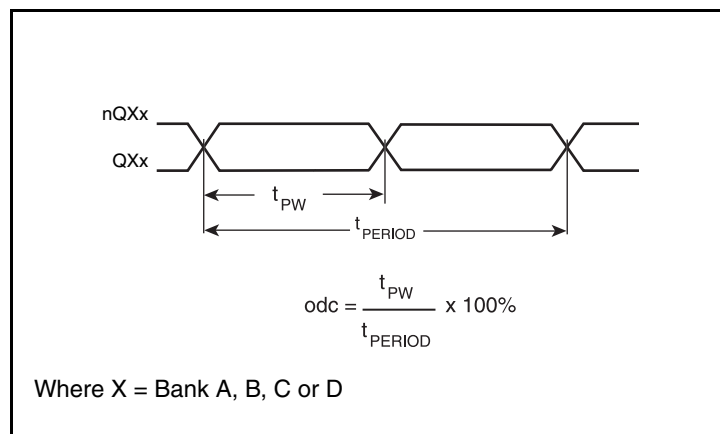 nQXx
QXx
tPW
tPERIOD
odc = tPW / tPERIOD x 100%
Where X = Bank A, B, C or D